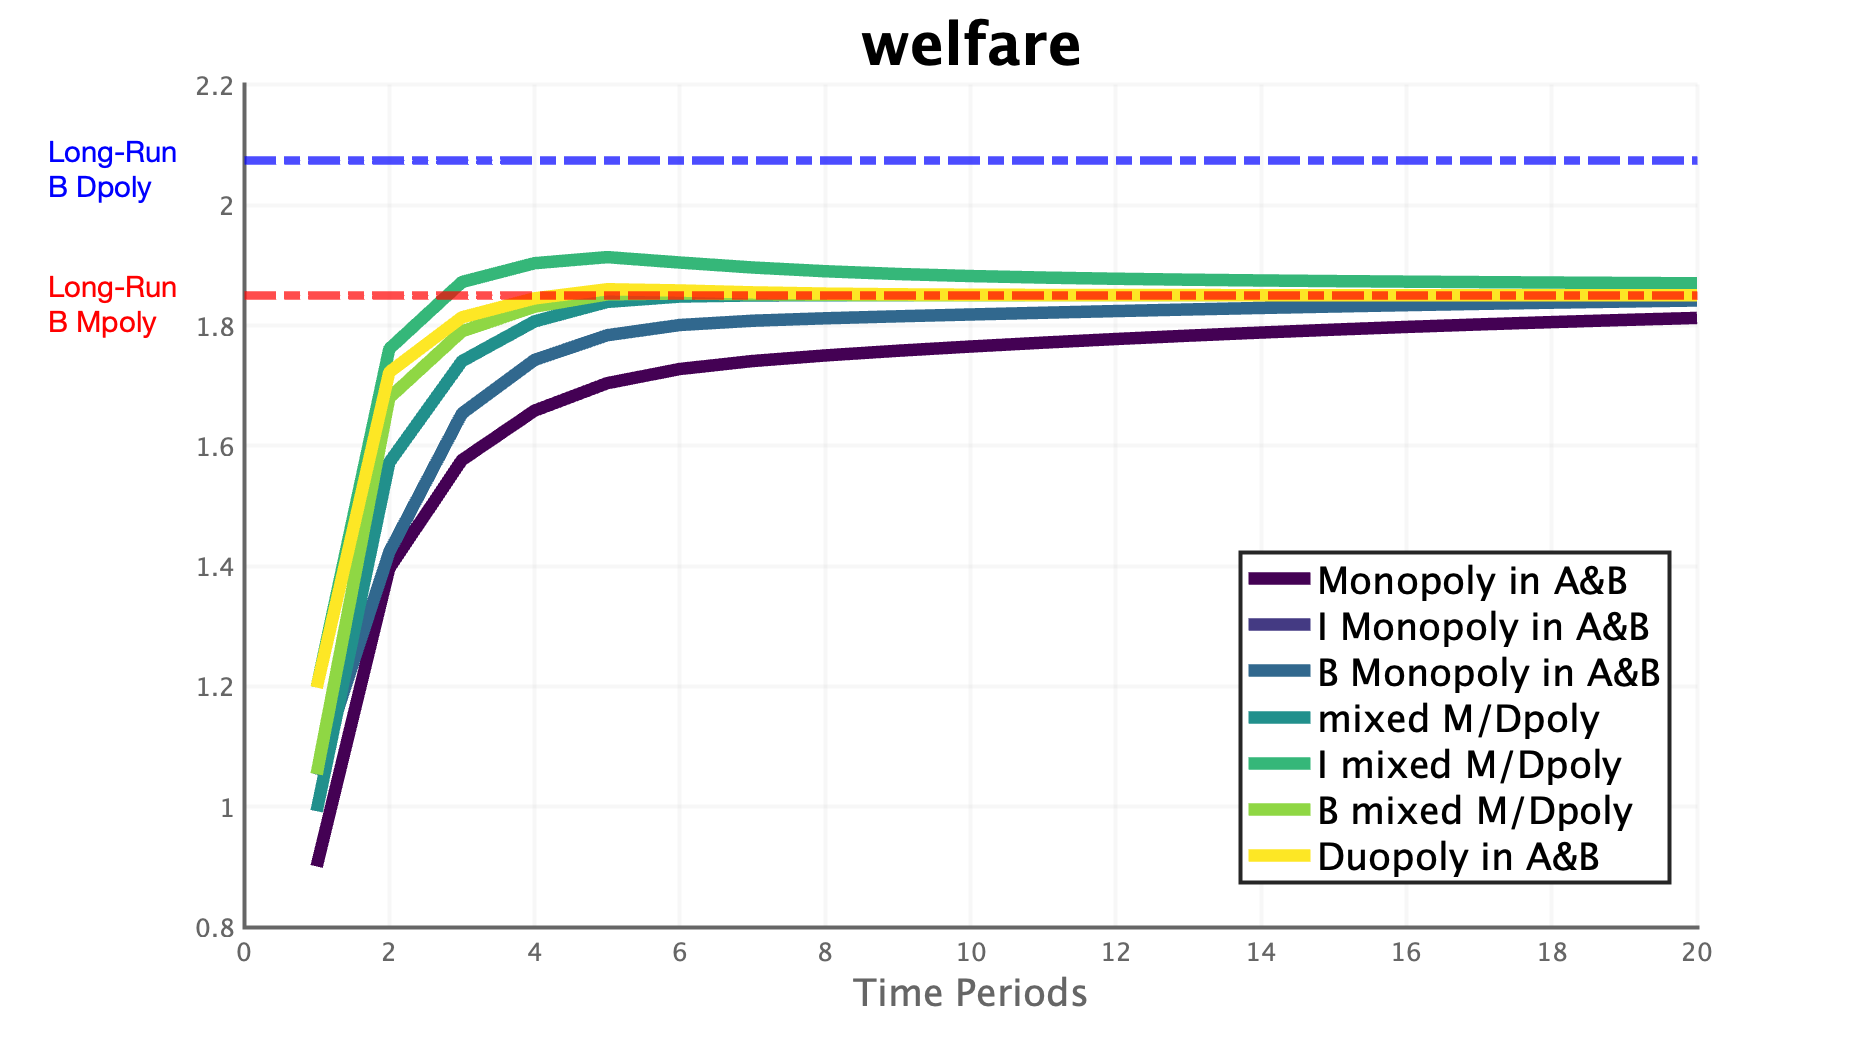 welfare
2.2
Long-Run
B Dpoly
2
Long-Run
B Mpoly
1.8
1.6
1.4
1.2
1
0.8
Monopoly in A&B
I Monopoly in A&B
B Monopoly in A&B
mixed M/Dpoly
I mixed M/Dpoly
B mixed M/Dpoly
Duopoly in A&B
0 2 4 6 8 10 12 14 16 18 20
Time Periods